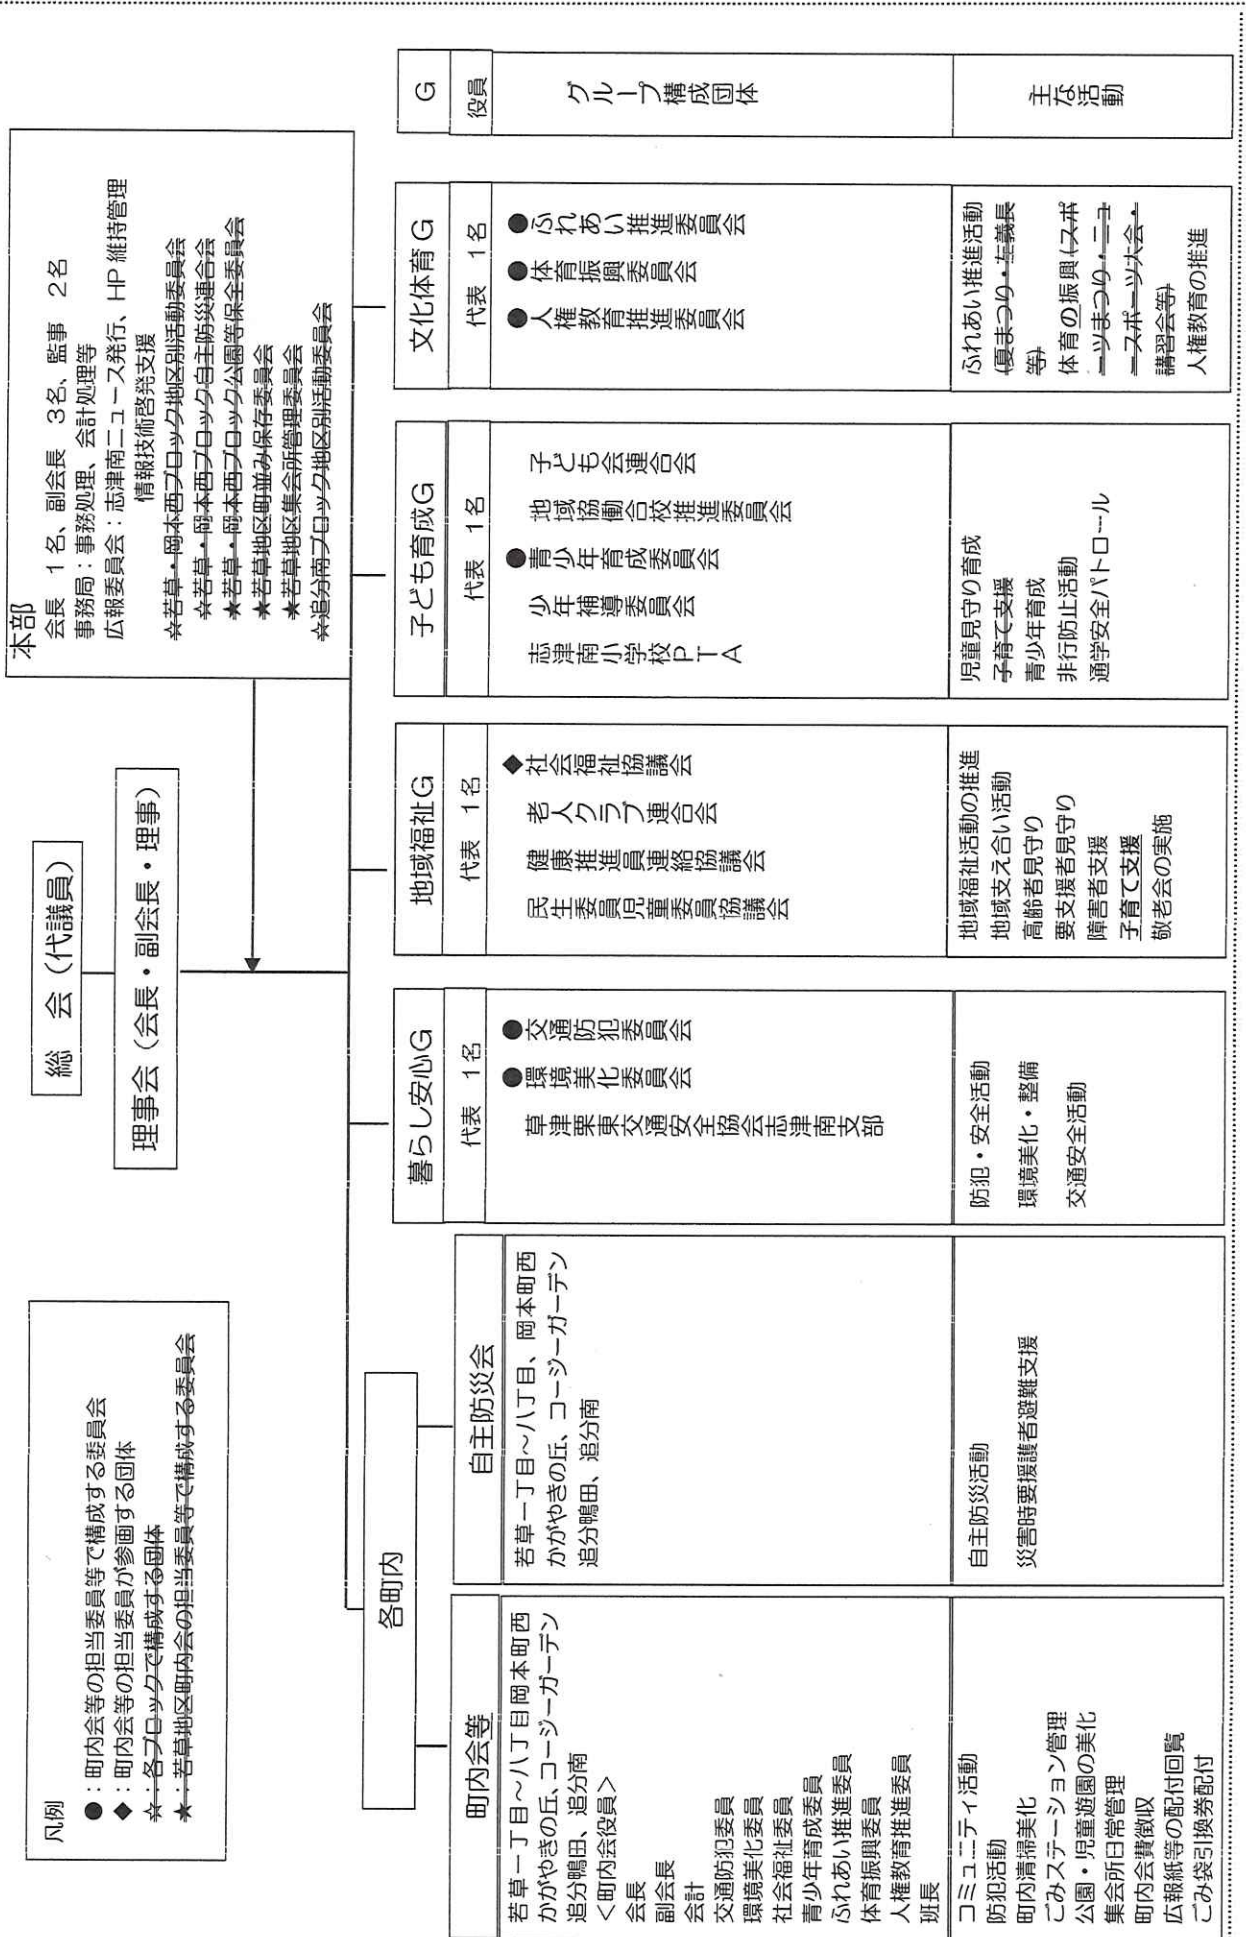 総　会（代議員）
理事会（会長・副会長・理事）
本部
会長　1名、副会長　3名、監事　2名
事務局：事務処理、会計処理等
広報委員会：志津南ニュース発行、HP 維持管理
情報技術啓発支援
☆若草・岡本西ブロック地区別活動委員会
☆若草・岡本西ブロック自主防災連合会
★若草・岡本西ブロック公園等保全委員会
★若草地区町並み保存委員会
★若草地区集会所管理委員会
☆追分南ブロック地区別活動委員会
凡例
●：町内会等の担当委員等で構成する委員会
◆：町内会等の担当委員が参画する団体
☆：各ブロックで構成する団体
★：若草地区町内会の担当委員等で構成する委員会
各町内
町内会等
若草一丁目～八丁目岡本町西
かがやきの丘、コージーガーデン
追分鴨田、追分南
＜町内会役員＞
会長
副会長
会計
交通防犯委員
環境美化委員
社会福祉委員
青少年育成委員
ふれあい推進委員
体育振興委員
人権教育推進委員
班長
コミュニティ活動
防犯活動
町内清掃美化
ごみステーション管理
公園・児童遊園の美化
集会所日常管理
町内会費徴収
広報紙等の配付回覧
ごみ袋引換券配付
自主防災会
若草一丁目～八丁目、岡本町西
かがやきの丘、コージーガーデン
追分鴨田、追分南
自主防災活動
災害時要援護者避難支援
暮らし安心G
代表　1名
●交通防犯委員会
●環境美化委員会
草津栗東交通安全協会志津南支部
防犯・安全活動
環境美化・整備
交通安全活動
地域福祉G
代表　1名
◆社会福祉協議会
老人クラブ連合会
健康推進員連絡協議会
民生委員児童委員協議会
地域福祉活動の推進
地域支え合い活動
高齢者見守り
要支援者見守り
障害者支援
子育て支援
敬老会の実施
子ども育成G
代表　1名
子ども会連合会
地域協働合校推進委員会
●青少年育成委員会
少年補導委員会
志津南小学校PTA
児童見守り育成
子育て支援
青少年育成
非行防止活動
通学安全パトロール
文化体育G
代表　1名
●ふれあい推進委員会
●体育振興委員会
●人権教育推進委員会
ふれあい推進活動
(夏まつり・左義長
等)
体育の振興(スポ
ーツまつり・ニュ
ースポーツ大会・
講習会等)
人権教育の推進
G
役員
グループ構成団体
主な活動